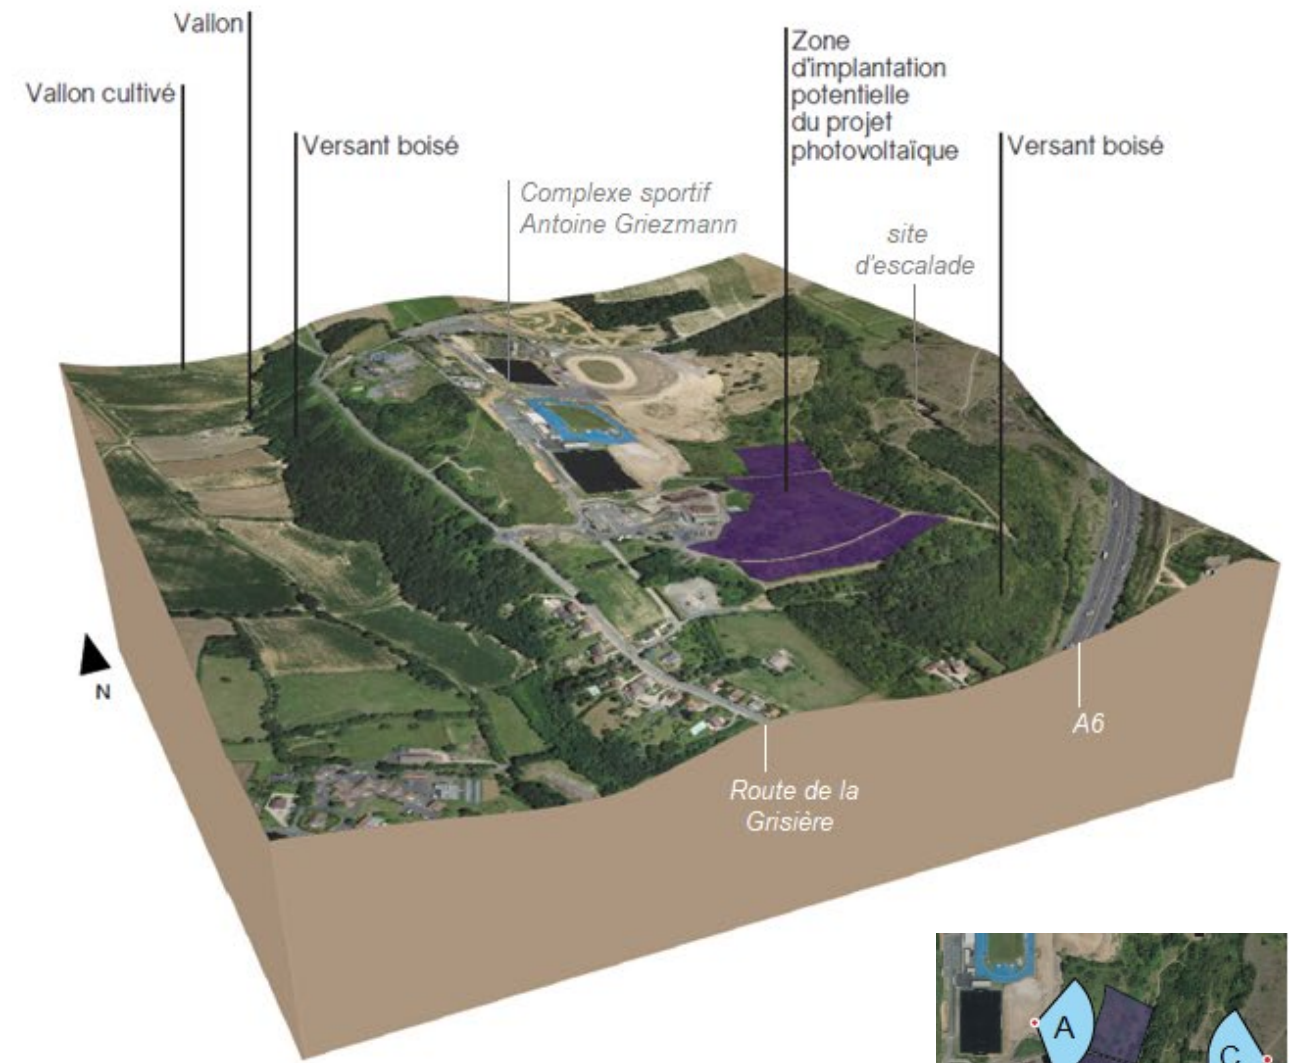 Vallon
Vallon cultivé
Versant boisé
Zone
d'implantation
potentielle
du projet
photovoltaïque
Versant boisé
Complexe sportif
Antoine Griezmann
site
d'escalade
N
A6
Route de la
Grisière
A
C